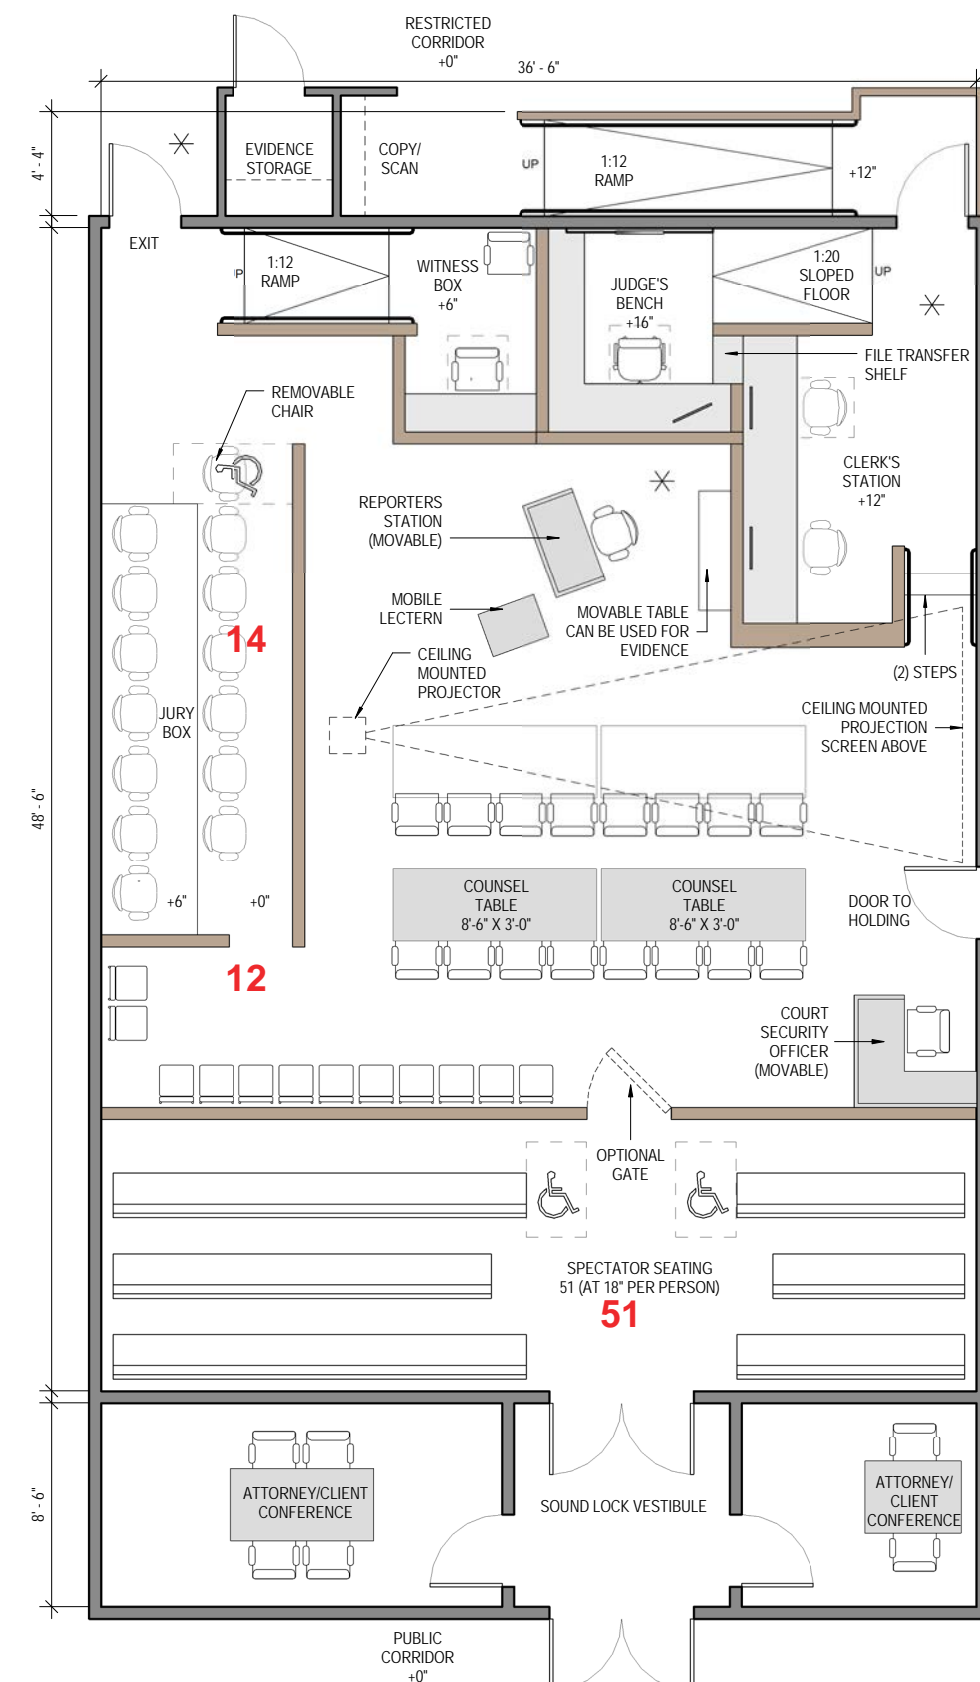 RESTRICTED
CORRIDOR
+0"
36' - 6"
4' - 4"
EVIDENCE
STORAGE
COPY/
SCAN
UP
1:12
RAMP
+12"
EXIT
P
1:12
RAMP
WITNESS
BOX
+6"
JUDGE'S
BENCH
+16"
1:20
SLOPED
FLOOR
UP
FILE TRANSFER
SHELF
REMOVABLE
CHAIR
CLERK'S
STATION
+12"
REPORTERS
STATION
(MOVABLE)
MOBILE
LECTERN
MOVABLE TABLE
CAN BE USED FOR
EVIDENCE
14
CEILING
MOUNTED
PROJECTOR
(2) STEPS
JURY
BOX
CEILING MOUNTED
PROJECTION
SCREEN ABOVE
48' - 6"
+6"
+0"
COUNSEL
TABLE
8'-6" X 3'-0"
COUNSEL
TABLE
8'-6" X 3'-0"
DOOR TO
HOLDING
12
COURT
SECURITY
OFFICER
(MOVABLE)
OPTIONAL
GATE
SPECTATOR SEATING
51 (AT 18" PER PERSON)
51
8' - 6"
ATTORNEY/CLIENT
CONFERENCE
SOUND LOCK VESTIBULE
ATTORNEY/
CLIENT
CONFERENCE
PUBLIC
CORRIDOR
+0"